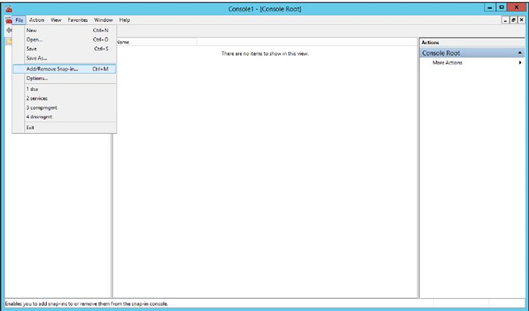 Console1 - [Console Root]
File Action View Favorites Window Help
New Ctrl+N
Open... Ctrl+O
Save Ctrl+S
Save As...
Add/Remove Snap-in... Ctrl+M
Options...
1 dsa
2 services
3 compmgmt
4 dnsmgmt
Exit
Name
There are no items to show in this view.
Actions
Console Root
More Actions
Enables you to add snap-ins to or remove them from the snap-in console.